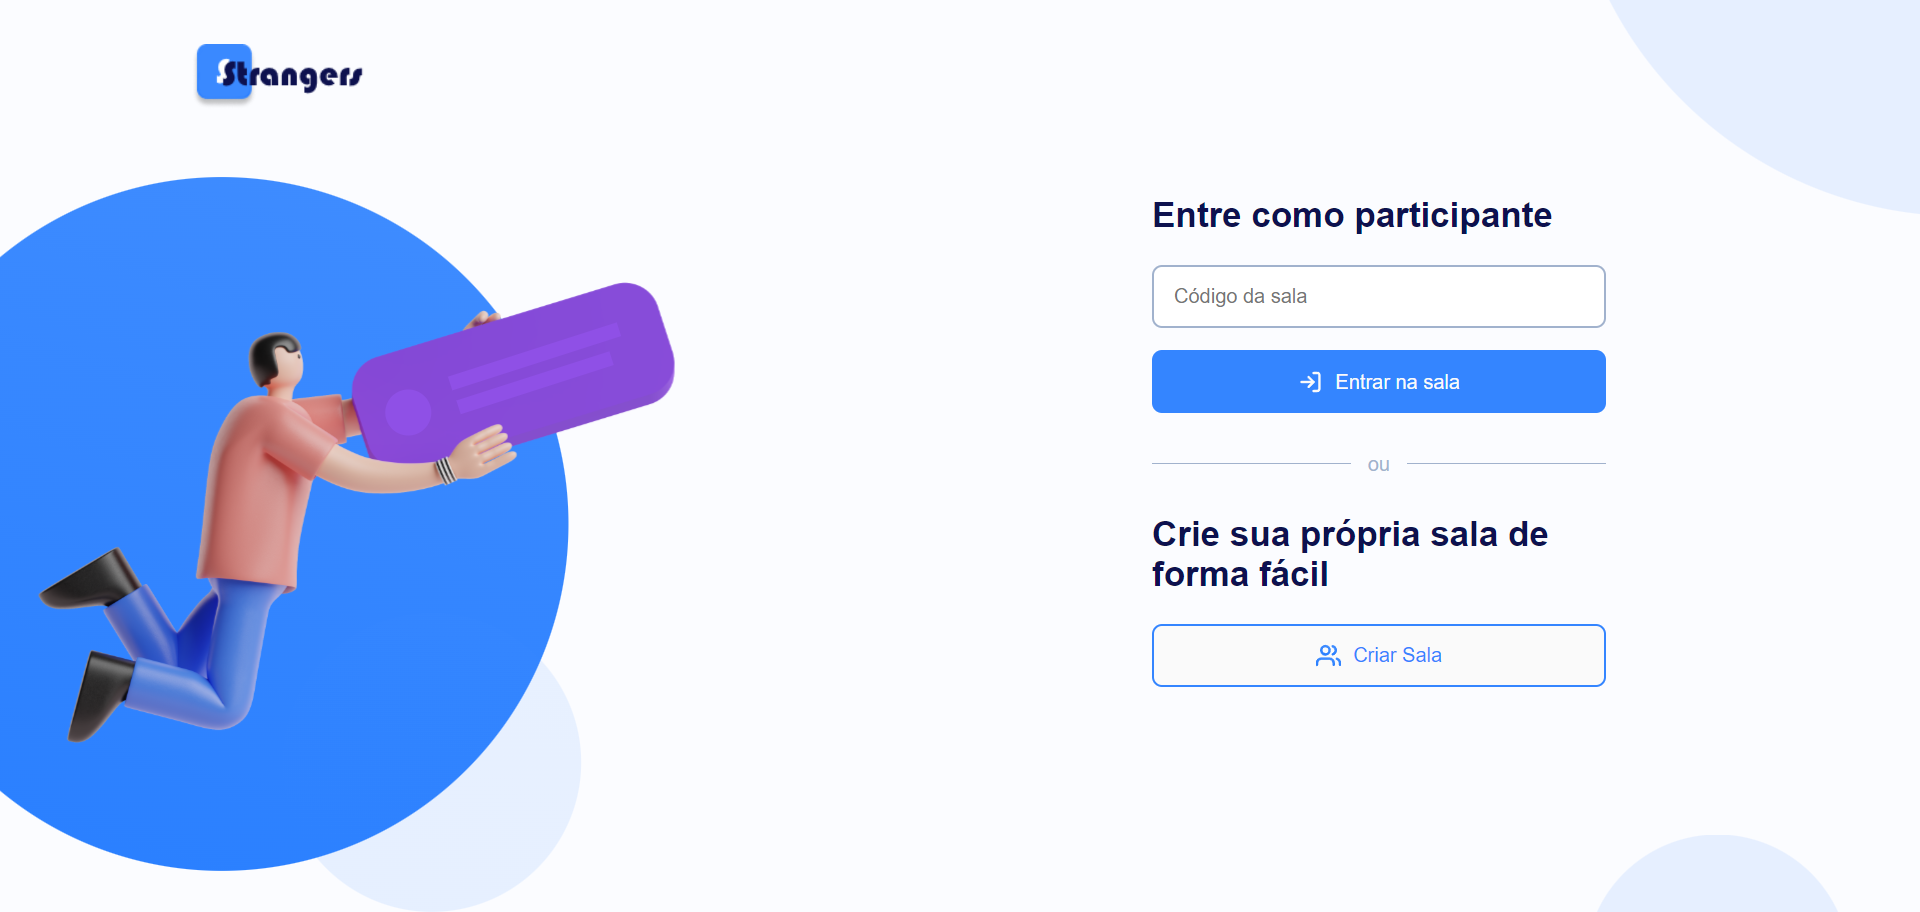 Strangers
Entre como participante
Código da sala
Entrar na sala
ou
Crie sua própria sala de
forma fácil
Criar Sala